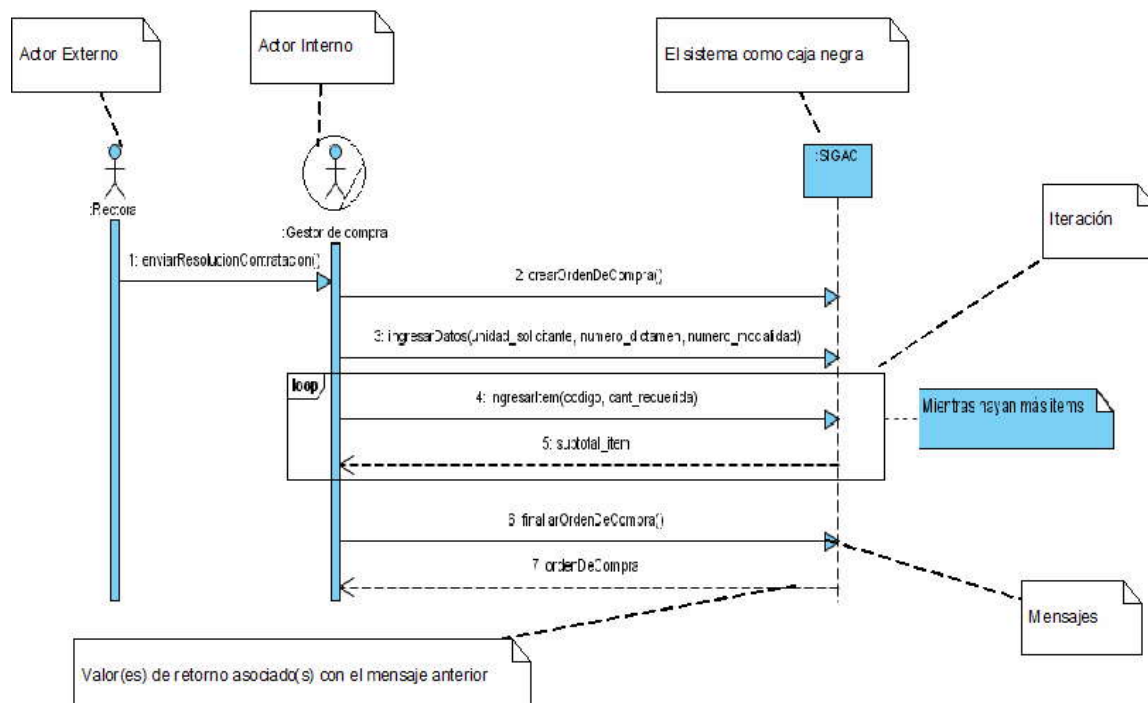 Actor Externo
Actor Interno
El sistema como caja negra
:SIGAC
:Rectora
:Gestor de compra
Iteración
1: enviarResolucionContratacion()
2: crearOrdenDeCompra()
3: ingresarDatos(unidad_solicitante, numero_dictamen, numero_modalidad)
loop
4: ingresarItem(codigo, cant_requerida)
Mientras hayan más items
5: subtotal_item
6: finaliarOrdenDeCompra()
7: ordenDeCompra
Mensajes
Valor(es) de retorno asociado(s) con el mensaje anterior